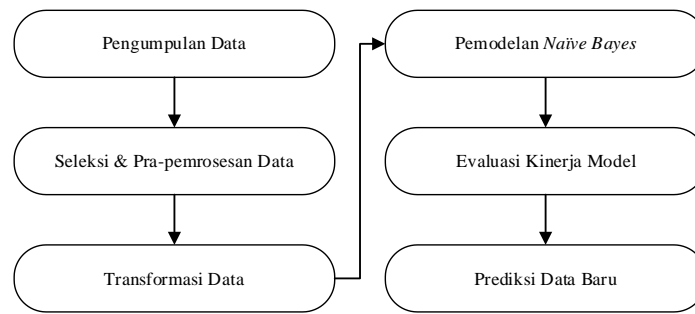 Pengumpulan Data
Seleksi & Pra-pemrosesan Data
Transformasi Data
Pemodelan Naïve Bayes
Evaluasi Kinerja Model
Prediksi Data Baru